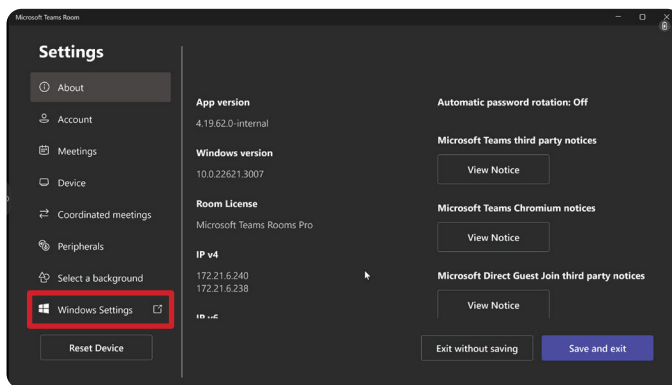 Microsoft Teams Room
Settings
About
Account
Meetings
Device
Coordinated meetings
Peripherals
Select a background
Windows Settings
Reset Device
App version
4.19.62.0-internal
Windows version
10.0.22621.3007
Room License
Microsoft Teams Rooms Pro
IP v4
172.21.6.240
172.21.6.238
IP v6
Automatic password rotation: Off
Microsoft Teams third party notices
View Notice
Microsoft Teams Chromium notices
View Notice
Microsoft Direct Guest Join third party notices
View Notice
Exit without saving
Save and exit